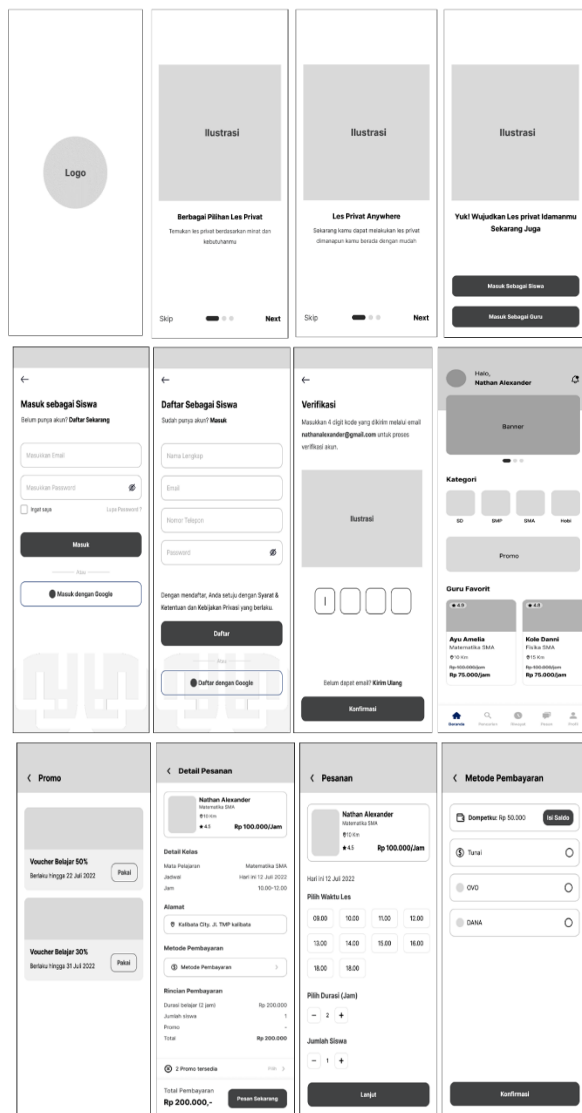 Logo
Ilustrasi
Berbagai Pilihan Les Privat
Temukan les privat berdasarkan minat dan
kebutuhanmu
Skip
Next
Ilustrasi
Les Privat Anywhere
Sekarang kamu dapat melakukan les privat
dimanapun kamu berada dengan mudah
Skip
Next
Ilustrasi
Yuk! Wujudkan Les privat Idamanmu
Sekarang Juga
Masuk Sebagai Siswa
Masuk Sebagai Guru
Masuk sebagai Siswa
Belum punya akun? Daftar Sekarang
Masukkan Email
Masukkan Password
Ingat saya
Lupa Password ?
Masuk
Atau
Masuk dengan Google
Daftar Sebagai Siswa
Sudah punya akun? Masuk
Nama Lengkap
Email
Nomor Telepon
Password
Dengan mendaftar, Anda setuju dengan Syarat &
Ketentuan dan Kebijakan Privasi yang berlaku.
Daftar
Atau
Daftar dengan Google
Verifikasi
Masukkan 4 digit kode yang dikirim melalui email
nathanalexander@gmail.com untuk proses
verifikasi akun.
Ilustrasi
Belum dapat email? Kirim Ulang
Konfirmasi
Halo,
Nathan Alexander
Banner
Kategori
SD SMP SMA Hobi
Promo
Guru Favorit
★ 4.9
Ayu Amelia
Matematika SMA
10 Km
Rp 100.000/jam
Rp 75.000/jam
★ 4.9
Kole Danni
Fisika SMA
15 Km
Rp 100.000/jam
Rp 75.000/jam
Beranda
Pesan Profil
Promo
Voucher Belajar 50%
Berlaku hingga 22 Juli 2022
Pakai
Voucher Belajar 30%
Berlaku hingga 31 Juli 2022
Pakai
Detail Pesanan
Nathan Alexander
Matematika SMA
10 Km
★ 4.5 Rp 100.000/Jam
Detail Kelas
Mata Pelajaran Matematika SMA
Jadwal Hari ini 12 Juli 2022
Jam 10.00-12.00
Alamat
Kalibata City. Jl. TMP kalibata
Metode Pembayaran
Metode Pembayaran
Rincian Pembayaran
Durasi belajar (2 jam) Rp 200.000
Jumlah siswa 1
Promo -
Total Rp 200.000
2 Promo tersedia
Total Pembayaran
Rp 200.000,-
Pesan Sekarang
Pesanan
Nathan Alexander
Matematika SMA
10 Km
★ 4.5 Rp 100.000/Jam
Hari ini 12 Juli 2022
Pilih Waktu Les
09.00 10.00 11.00 12.00
13.00 14.00 15.00 16.00
18.00 18.00
Pilih Durasi (Jam)
− 2 +
Jumlah Siswa
− 1 +
Lanjut
Metode Pembayaran
Dompetku: Rp 50.000
Isi Saldo
Tunai
OVO
DANA
Konfirmasi